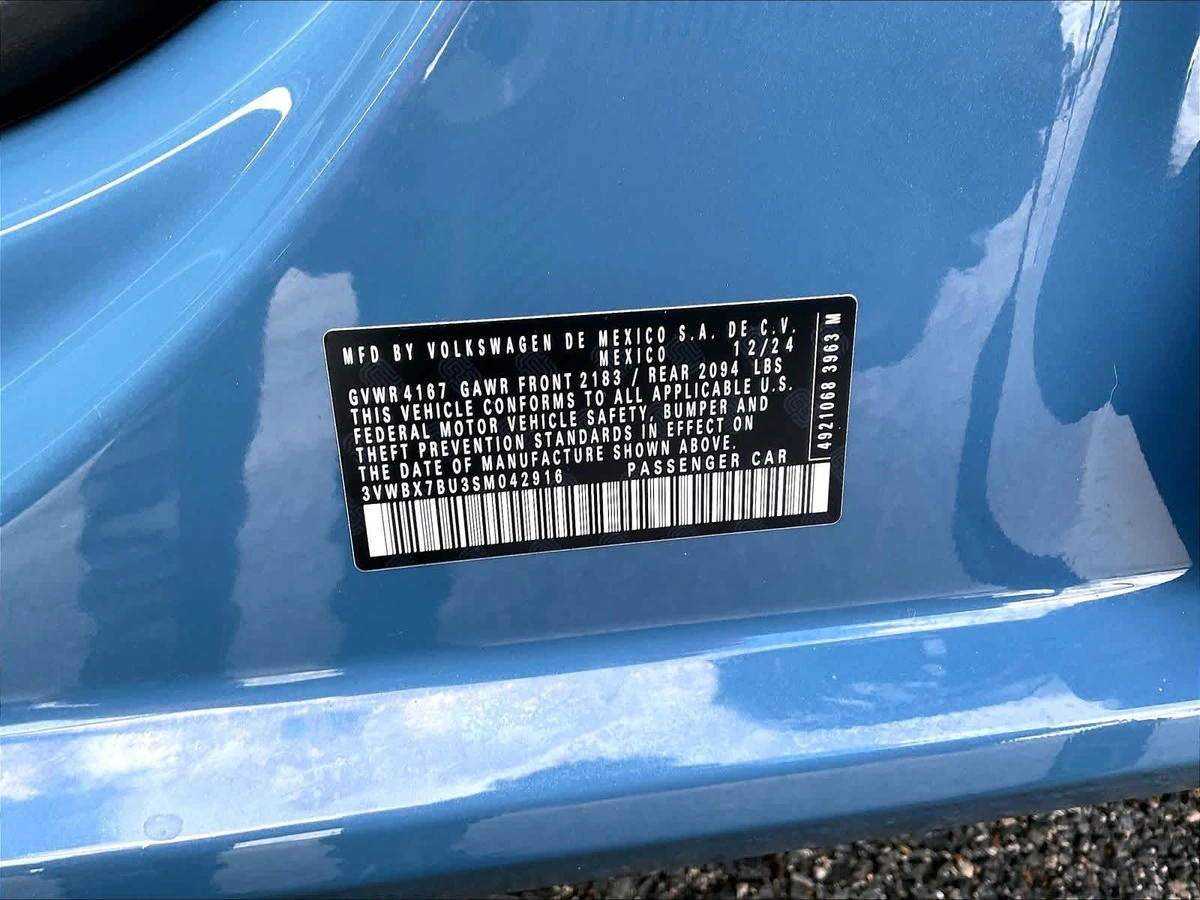 MFD BY VOLKSWAGEN DE MEXICO S.A. DE C.V.
MEXICO 12/24
GVWR 4167 GAWR FRONT 2183 / REAR 2094 LBS
THIS VEHICLE CONFORMS TO ALL APPLICABLE U.S.
FEDERAL MOTOR VEHICLE SAFETY, BUMPER AND
THEFT PREVENTION STANDARDS IN EFFECT ON
THE DATE OF MANUFACTURE SHOWN ABOVE.
3VWBX7BU3SM042916 PASSENGER CAR
4921068 3963 M